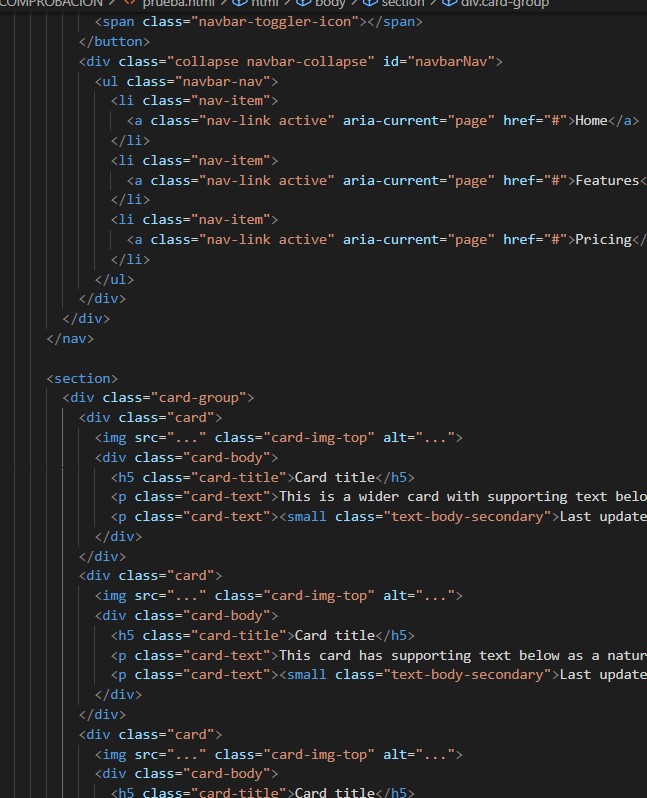 COMPROBACIÓN > <> prueba.html > html > body > section > div.card-group
<span class="navbar-toggler-icon"></span>
</button>
<div class="collapse navbar-collapse" id="navbarNav">
<ul class="navbar-nav">
<li class="nav-item">
<a class="nav-link active" aria-current="page" href="#">Home</a>
</li>
<li class="nav-item">
<a class="nav-link active" aria-current="page" href="#">Features<
</li>
<li class="nav-item">
<a class="nav-link active" aria-current="page" href="#">Pricing</
</li>
</ul>
</div>
</div>
</nav>
<section>
<div class="card-group">
<div class="card">
<img src="..." class="card-img-top" alt="...">
<div class="card-body">
<h5 class="card-title">Card title</h5>
<p class="card-text">This is a wider card with supporting text belo
<p class="card-text"><small class="text-body-secondary">Last update
</div>
</div>
<div class="card">
<img src="..." class="card-img-top" alt="...">
<div class="card-body">
<h5 class="card-title">Card title</h5>
<p class="card-text">This card has supporting text below as a natur
<p class="card-text"><small class="text-body-secondary">Last update
</div>
</div>
<div class="card">
<img src="..." class="card-img-top" alt="...">
<div class="card-body">
<h5 class="card-title">Card title</h5>